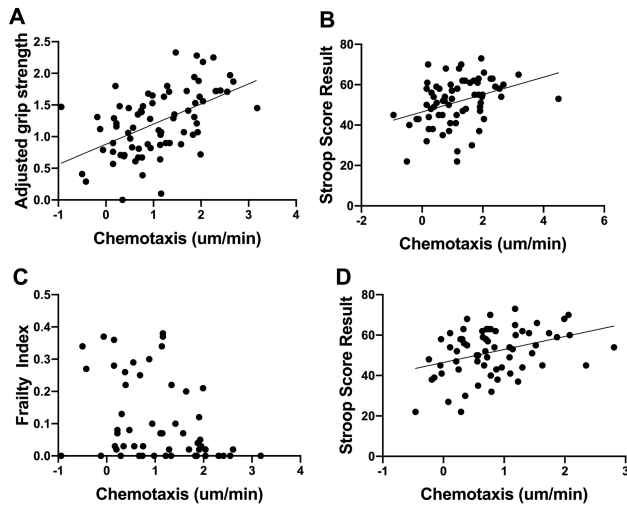 A
Adjusted grip strength
2.5
2.0
1.5
1.0
0.5
0.0
-1 0 1 2 3 4
Chemotaxis (um/min)
B
Stroop Score Result
80
60
40
20
0
-2 0 2 4 6
Chemotaxis (um/min)
C
Frailty Index
0.5
0.4
0.3
0.2
0.1
0.0
-1 0 1 2 3 4
Chemotaxis (um/min)
D
Stroop Score Result
80
60
40
20
0
-1 0 1 2 3
Chemotaxis (um/min)